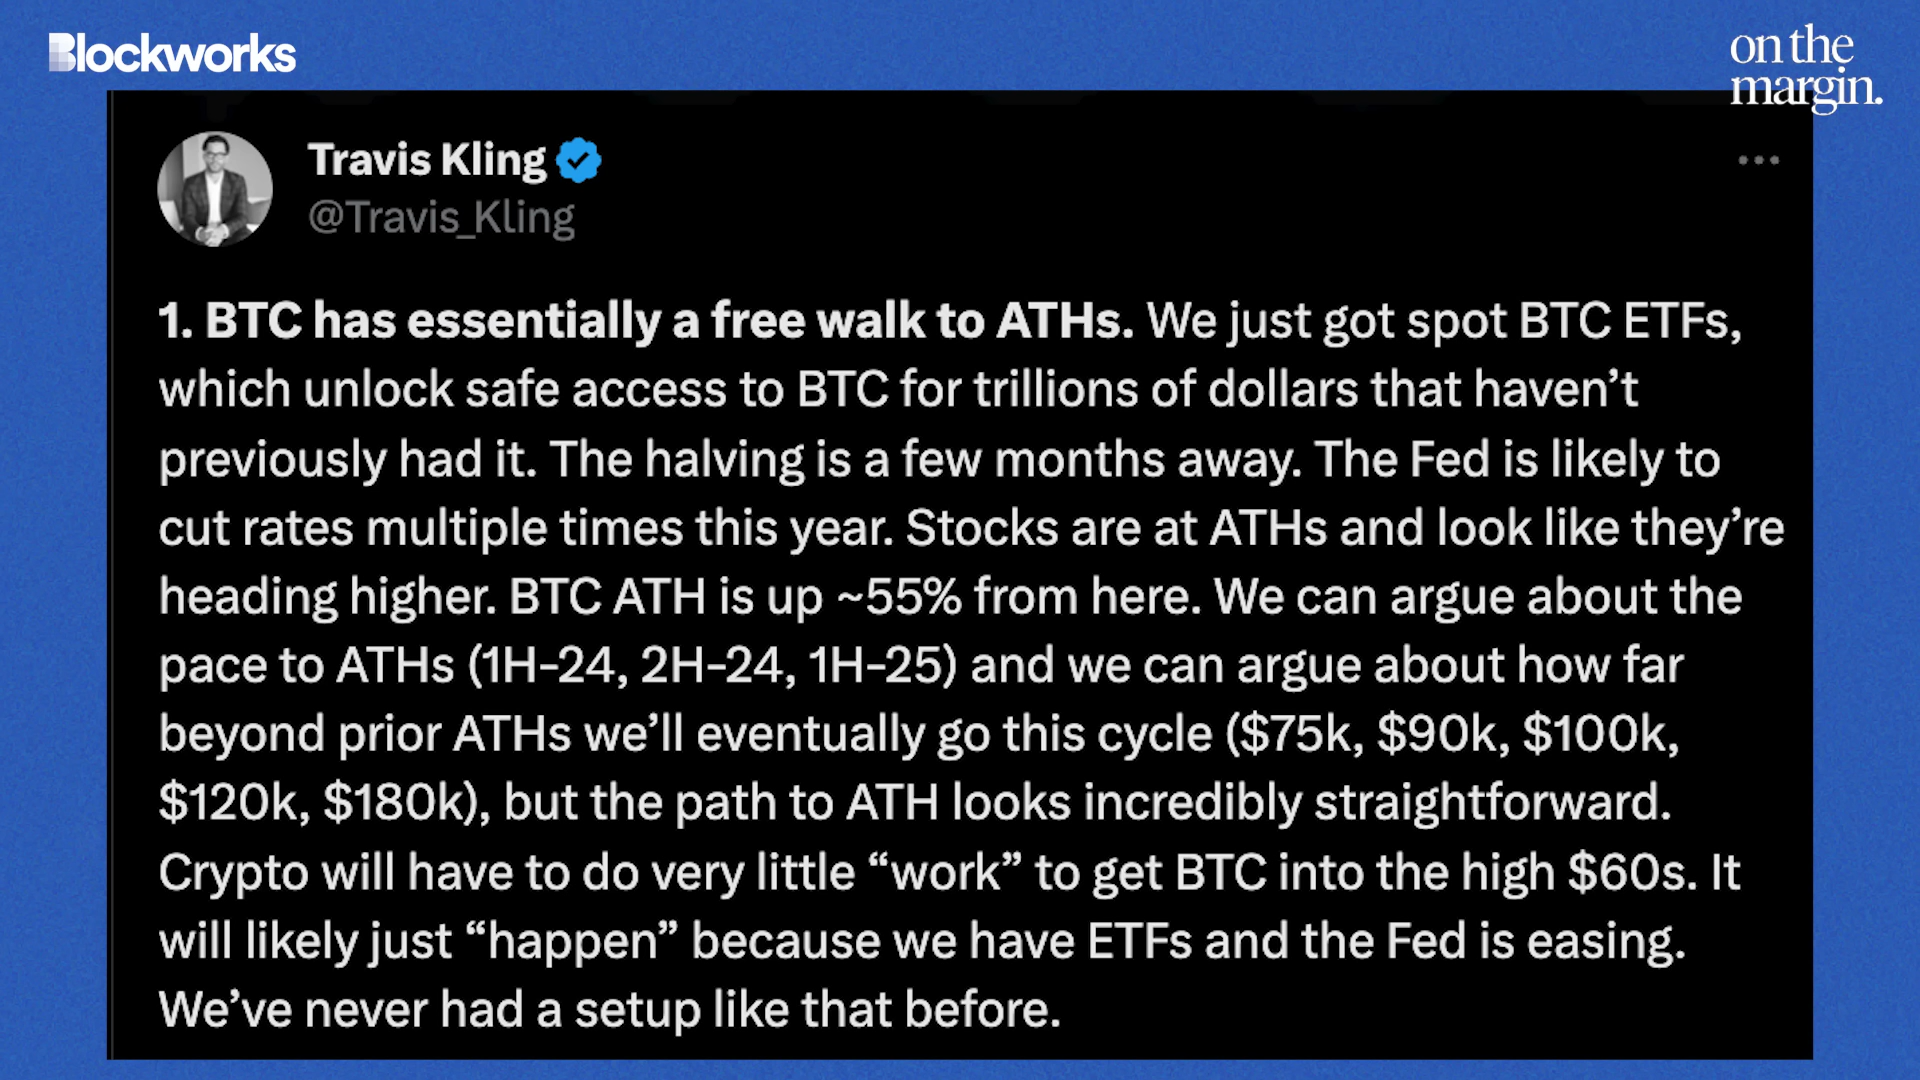 Blockworks
on the
margin.
Travis Kling
@Travis_Kling
1. BTC has essentially a free walk to ATHs. We just got spot BTC ETFs,
which unlock safe access to BTC for trillions of dollars that haven’t
previously had it. The halving is a few months away. The Fed is likely to
cut rates multiple times this year. Stocks are at ATHs and look like they’re
heading higher. BTC ATH is up ~55% from here. We can argue about the
pace to ATHs (1H-24, 2H-24, 1H-25) and we can argue about how far
beyond prior ATHs we’ll eventually go this cycle ($75k, $90k, $100k,
$120k, $180k), but the path to ATH looks incredibly straightforward.
Crypto will have to do very little “work” to get BTC into the high $60s. It
will likely just “happen” because we have ETFs and the Fed is easing.
We’ve never had a setup like that before.